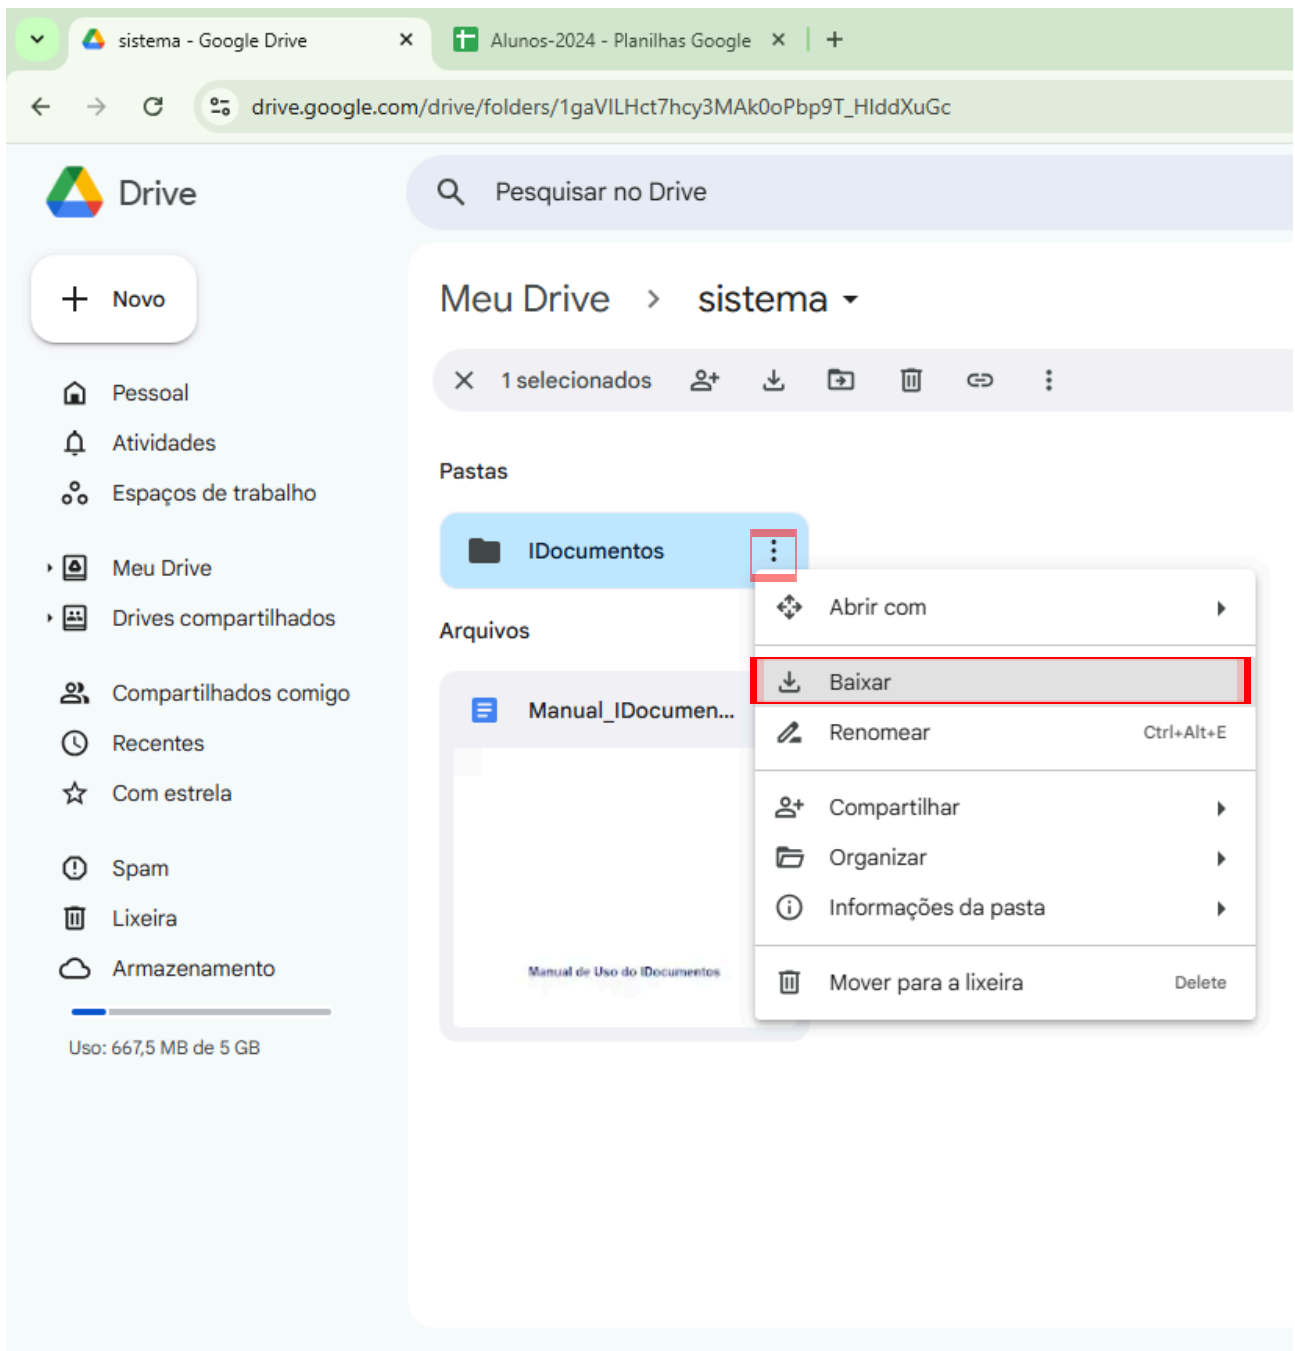 sistema - Google Drive
Alunos-2024 - Planilhas Google
drive.google.com/drive/folders/1gaVILHct7hcy3MAk0oPbp9T_HIddXuGc
Drive
Pesquisar no Drive
Novo
Meu Drive
sistema
1 selecionados
Pessoal
Atividades
Espaços de trabalho
Meu Drive
Drives compartilhados
Compartilhados comigo
Recentes
Com estrela
Spam
Lixeira
Armazenamento
Uso: 667,5 MB de 5 GB
Pastas
IDocumentos
Arquivos
Manual_IDocumen...
Manual de Uso do IDocumentos
Abrir com
Baixar
Renomear Ctrl+Alt+E
Compartilhar
Organizar
Informações da pasta
Mover para a lixeira Delete